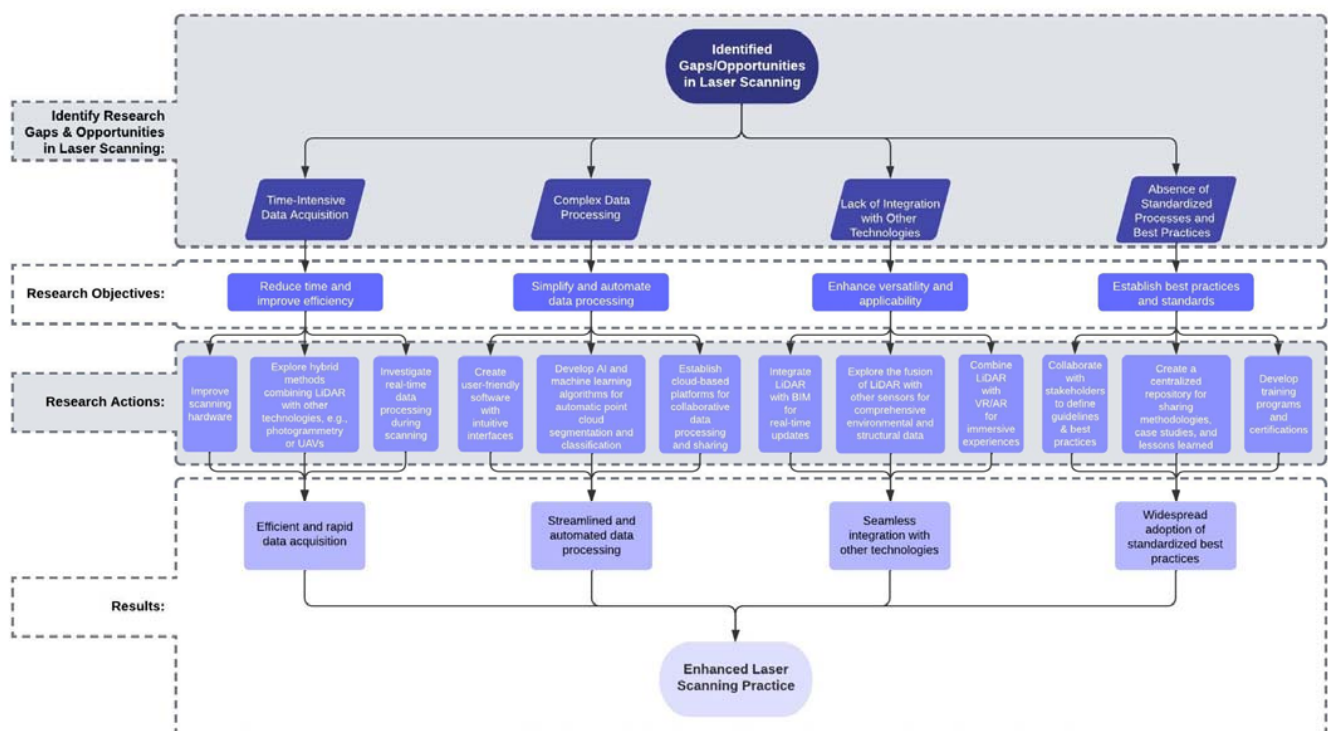 Identified
Gaps/Opportunities
in Laser Scanning
Identify Research
Gaps & Opportunities
in Laser Scanning:
Time-Intensive
Data Acquisition
Complex Data
Processing
Lack of Integration
with Other
Technologies
Absence of
Standardized
Processes and
Best Practices
Research Objectives:
Reduce time and
improve efficiency
Simplify and automate
data processing
Enhance versatility and
applicability
Establish best practices
and standards
Research Actions:
Improve
scanning
hardware
Explore hybrid
methods
combining LiDAR
with other
technologies, e.g.,
photogrammetry
or UAVs
Investigate
real-time
data
processing
during
scanning
Create
user-friendly
software
with
intuitive
interfaces
Develop AI and
machine learning
algorithms for
automatic point
cloud
segmentation and
classification
Establish
cloud-based
platforms for
collaborative
data
processing
and sharing
Integrate
LiDAR
with BIM
for
real-time
updates
Explore the fusion
of LiDAR with
other sensors for
comprehensive
environmental and
structural data
Combine
LiDAR with
VR/AR
for
immersive
experiences
Collaborate
with
stakeholders
to define
guidelines
& best
practices
Create a
centralized
repository for
sharing
methodologies,
case studies, and
lessons learned
Develop
training
programs
and
certifications
Results:
Efficient and rapid
data acquisition
Streamlined and
automated data
processing
Seamless
integration with
other technologies
Widespread
adoption of
standardized best
practices
Enhanced Laser
Scanning Practice